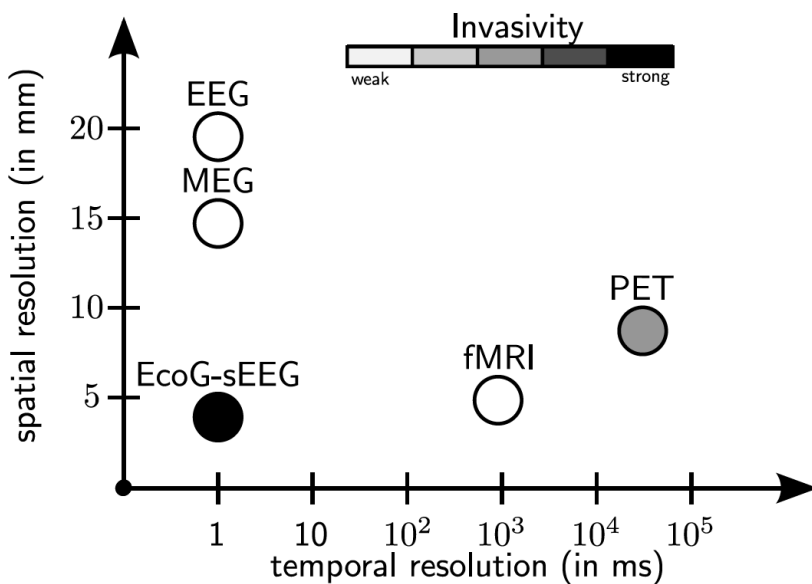 Invasivity
weak
strong
spatial resolution (in mm)
20
15
10
5
EEG
MEG
EcoG-sEEG
fMRI
PET
1
10
10²
10³
10⁴
10⁵
temporal resolution (in ms)